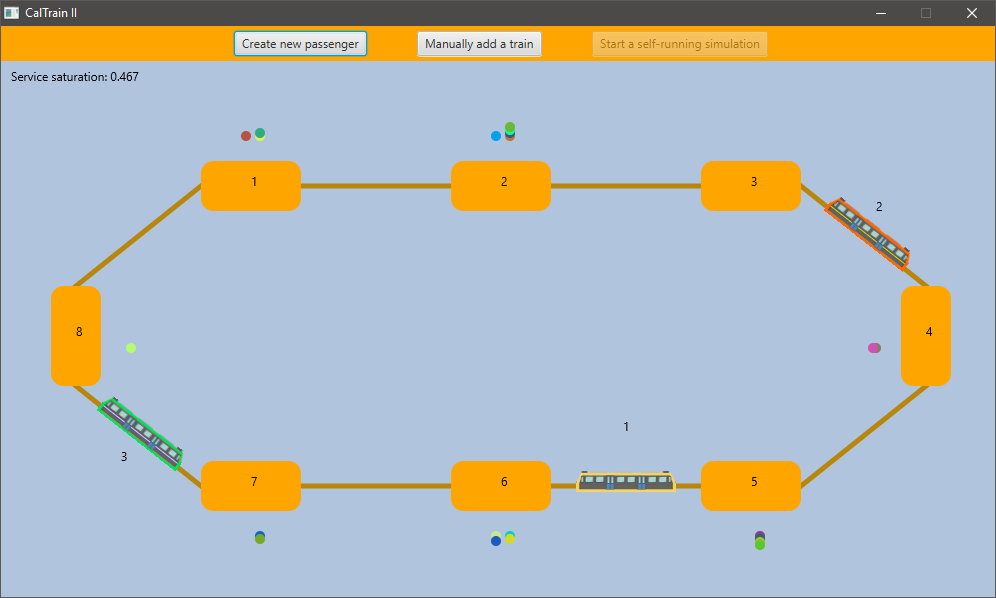 CalTrain II
Create new passenger
Manually add a train
Start a self-running simulation
Service saturation: 0.467
1
2
3
2
8
4
3
1
7
6
5